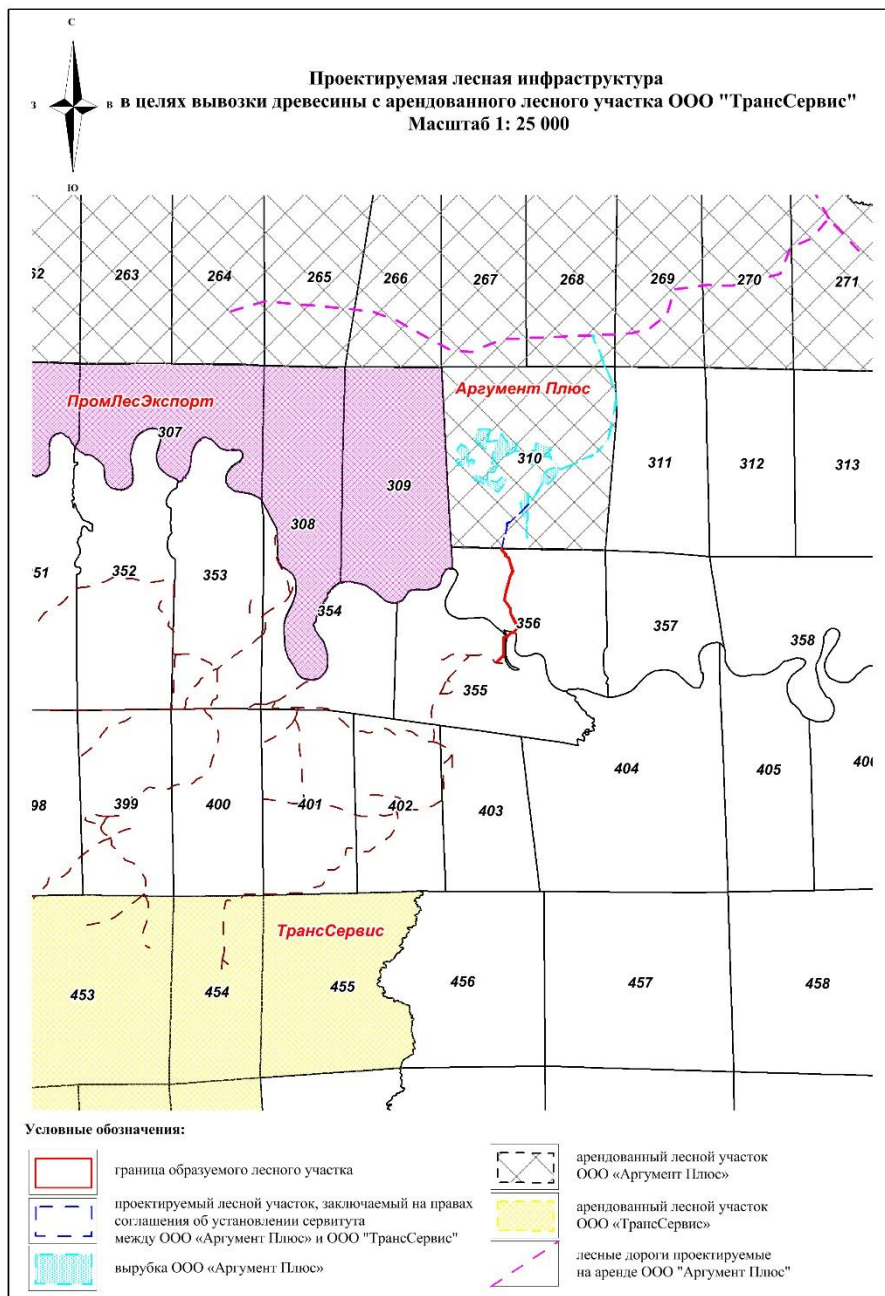 С
З
В
Ю
Проектируемая лесная инфраструктура
в целях вывозки древесины с арендованного лесного участка ООО "ТрансСервис"
Масштаб 1: 25 000
263
264
265
266
267
268
269
270
271
ПромЛесЭкспорт
Аргумент Плюс
307
308
309
310
311
312
313
352
353
354
355
356
357
358
399
400
401
402
403
404
405
ТрансСервис
453
454
455
456
457
458
Условные обозначения:
граница образуемого лесного участка
проектируемый лесной участок, заключаемый на правах
соглашения об установлении сервитута
между ООО «Аргумент Плюс» и ООО "ТрансСервис"
вырубка ООО «Аргумент Плюс»
арендованный лесной участок
ООО «Аргумент Плюс»
арендованный лесной участок
ООО «ТрансСервис»
лесные дороги проектируемые
на аренде ООО "Аргумент Плюс"